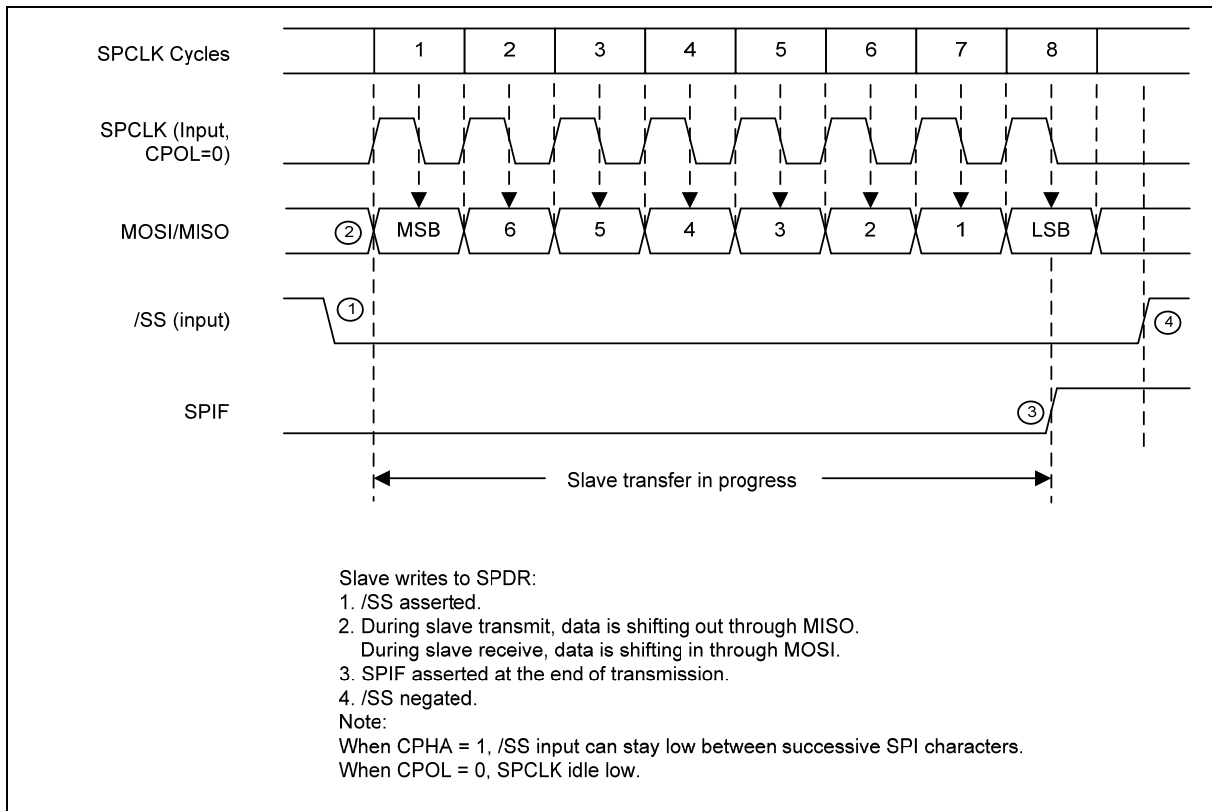 SPCLK Cycles 1 2 3 4 5 6 7 8
SPCLK (Input,
CPOL=0)
MOSI/MISO 2 MSB 6 5 4 3 2 1 LSB
/SS (input) 1 4
SPIF 3
Slave transfer in progress
Slave writes to SPDR:
1. /SS asserted.
2. During slave transmit, data is shifting out through MISO.
During slave receive, data is shifting in through MOSI.
3. SPIF asserted at the end of transmission.
4. /SS negated.
Note:
When CPHA = 1, /SS input can stay low between successive SPI characters.
When CPOL = 0, SPCLK idle low.